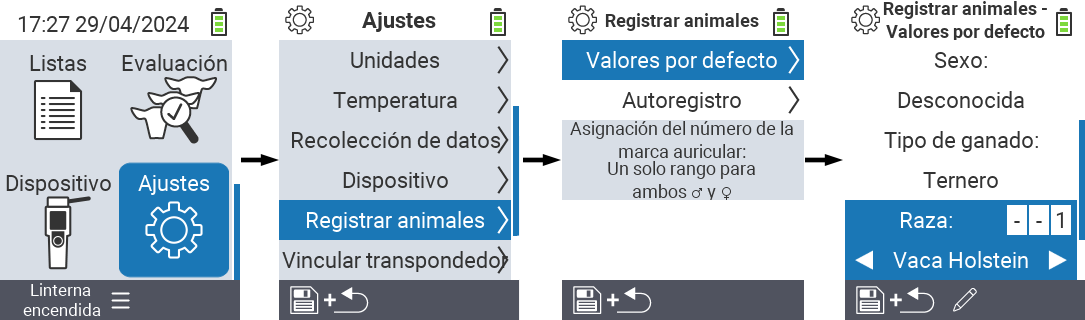 17:27 29/04/2024
Listas
Evaluación
Dispositivo
Ajustes
Linterna
encendida
Ajustes
Unidades
Temperatura
Recolección de datos
Dispositivo
Registrar animales
Vincular transpondedor
+
Registrar animales
Valores por defecto
Autoregistro
Asignación del número de la
marca auricular:
Un solo rango para
ambos ♂ y ♀
+
Registrar animales -
Valores por defecto
Sexo:
Desconocida
Tipo de ganado:
Ternero
Raza: - - 1
Vaca Holstein
+